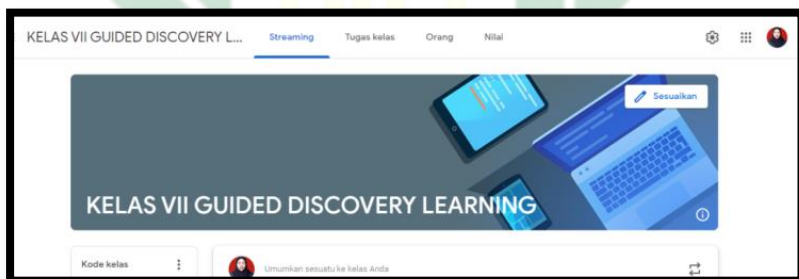 KELAS VII GUIDED DISCOVERY L... Streaming Tugas kelas Orang Nilai
Sesuaikan
KELAS VII GUIDED DISCOVERY LEARNING
Kode kelas
Umumkan sesuatu ke kelas Anda